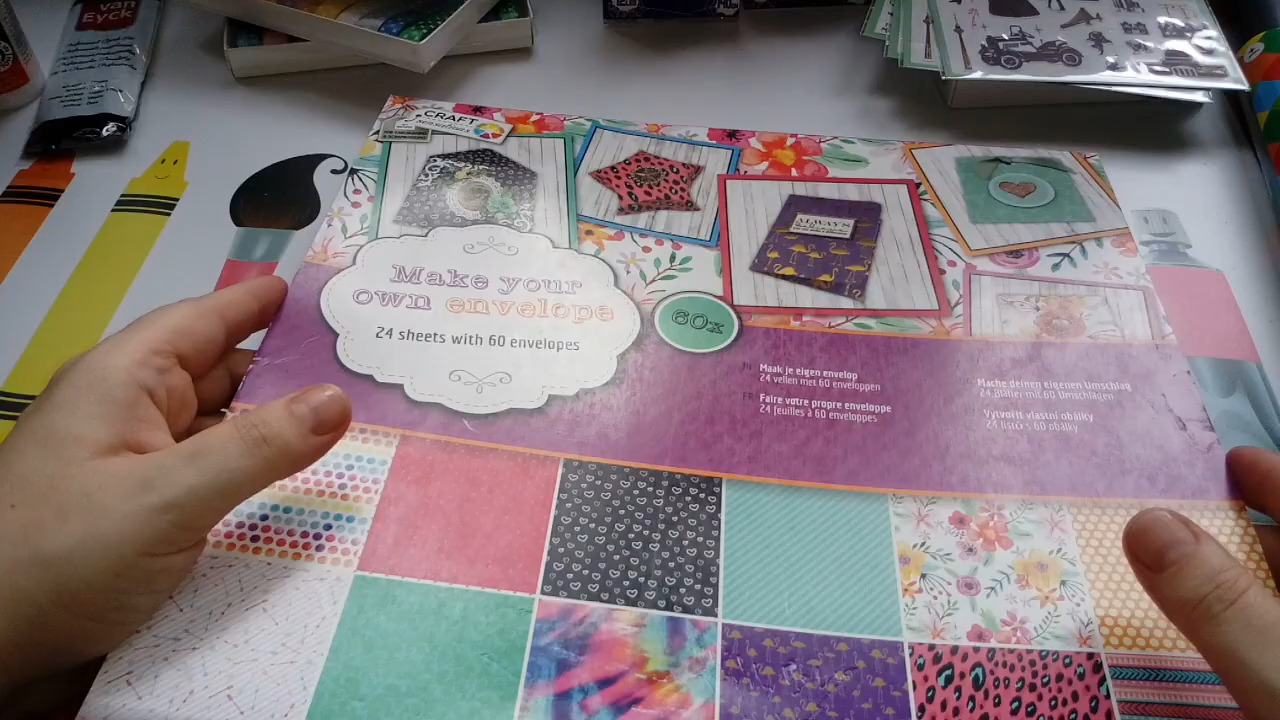 van
Eyck
CRAFT
Sensations
ALWAYS
Make your
own envelope
24 sheets with 60 envelopes
60x
Maak je eigen envelop
24 vellen met 60 enveloppen
FR Faire votre propre enveloppe
24 feuilles à 60 enveloppes
Mache deinen eigenen Umschlag
24 Blätter mit 60 Umschlägen
Vytvořit vlastní obálky
24 listů s 60 obálky